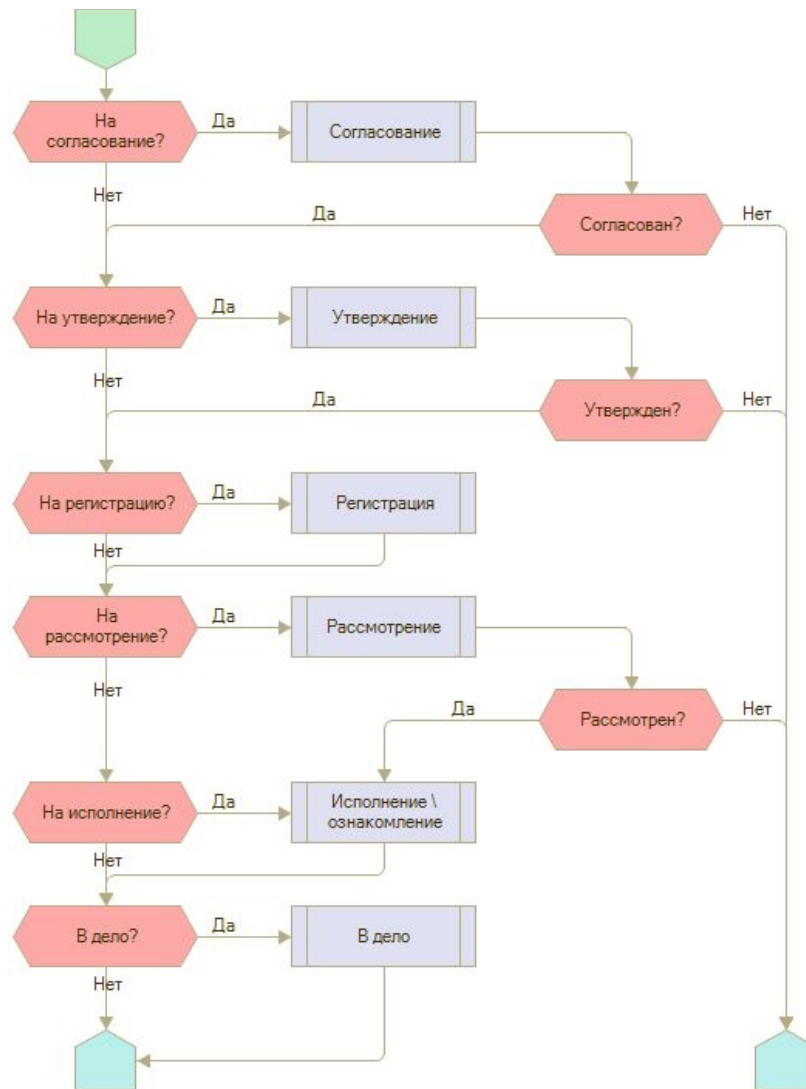 На
согласование?
Да
Согласование
Нет
Да
Согласован?
Нет
На утверждение?
Да
Утверждение
Нет
Да
Утвержден?
Нет
На регистрацию?
Да
Регистрация
Нет
На
рассмотрение?
Да
Рассмотрение
Нет
Да
Рассмотрен?
Нет
На исполнение?
Да
Исполнение \
ознакомление
Нет
В дело?
Да
В дело
Нет